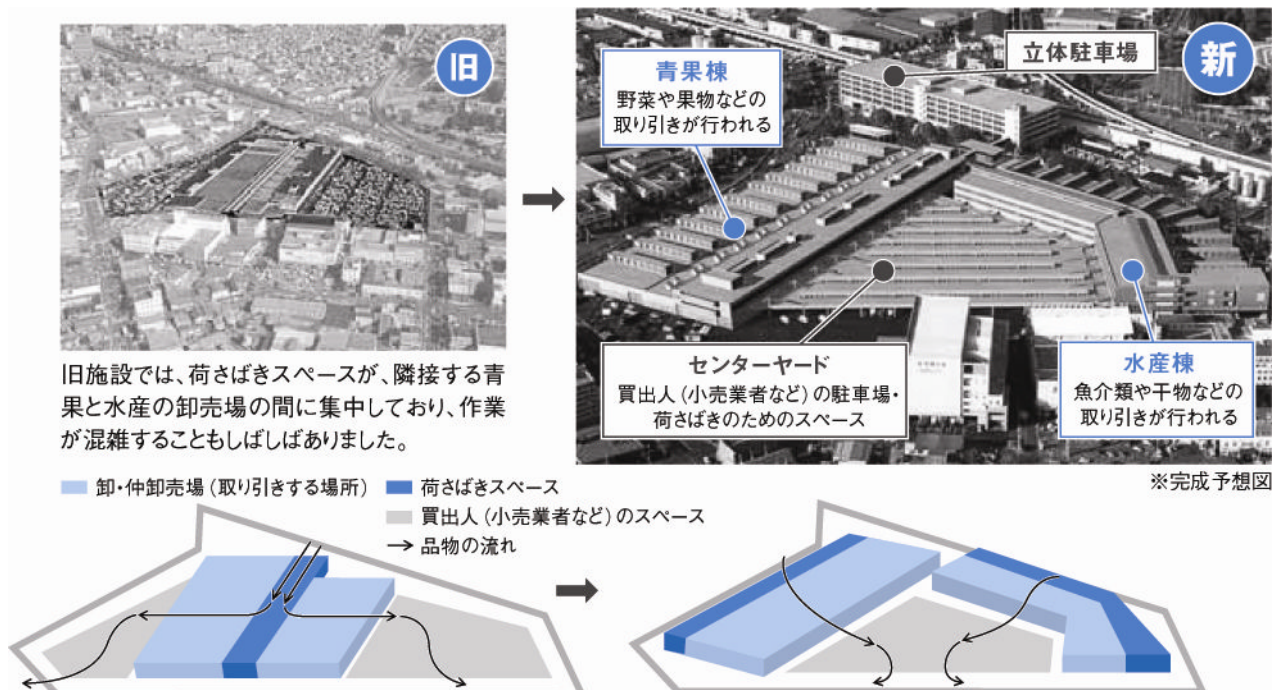 旧
新
立体駐車場
青果棟
野菜や果物などの
取り引きが行われる
センターヤード
買出人（小売業者など）の駐車場・
荷さばきのためのスペース
水産棟
魚介類や干物などの
取り引きが行われる
旧施設では、荷さばきスペースが、隣接する青
果と水産の卸売場の間に集中しており、作業
が混雑することもしばしばありました。
※完成予想図
卸・仲卸売場（取り引きする場所）
荷さばきスペース
買出人（小売業者など）のスペース
→ 品物の流れ